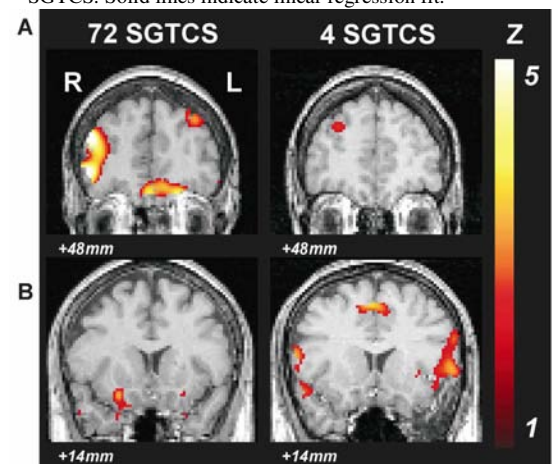 SGTCS. Solid lines indicate linear regression fit.
A
72 SGTCS
4 SGTCS
Z
R
L
5
+48mm
+48mm
B
1
+14mm
+14mm